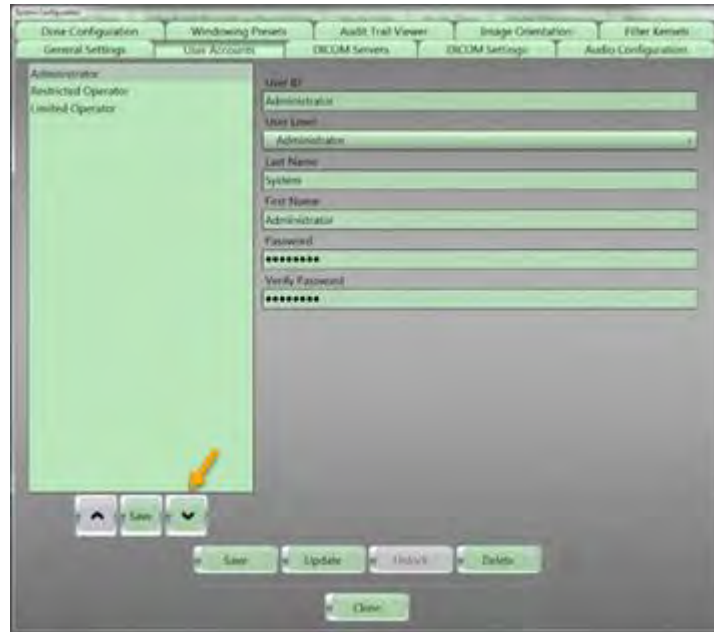 System Configuration
Dose Configuration Windowing Presets Audit Trail Viewer Image Orientation Filter Kernels
General Settings User Accounts DICOM Servers DICOM Settings Audio Configuration
Administrator
Restricted Operator
Limited Operator
User ID
Administrator
User Level
Administrator
Last Name
System
First Name
Administrator
Password
••••••••
Verify Password
••••••••
Save
Save Update Unlock Delete
Close